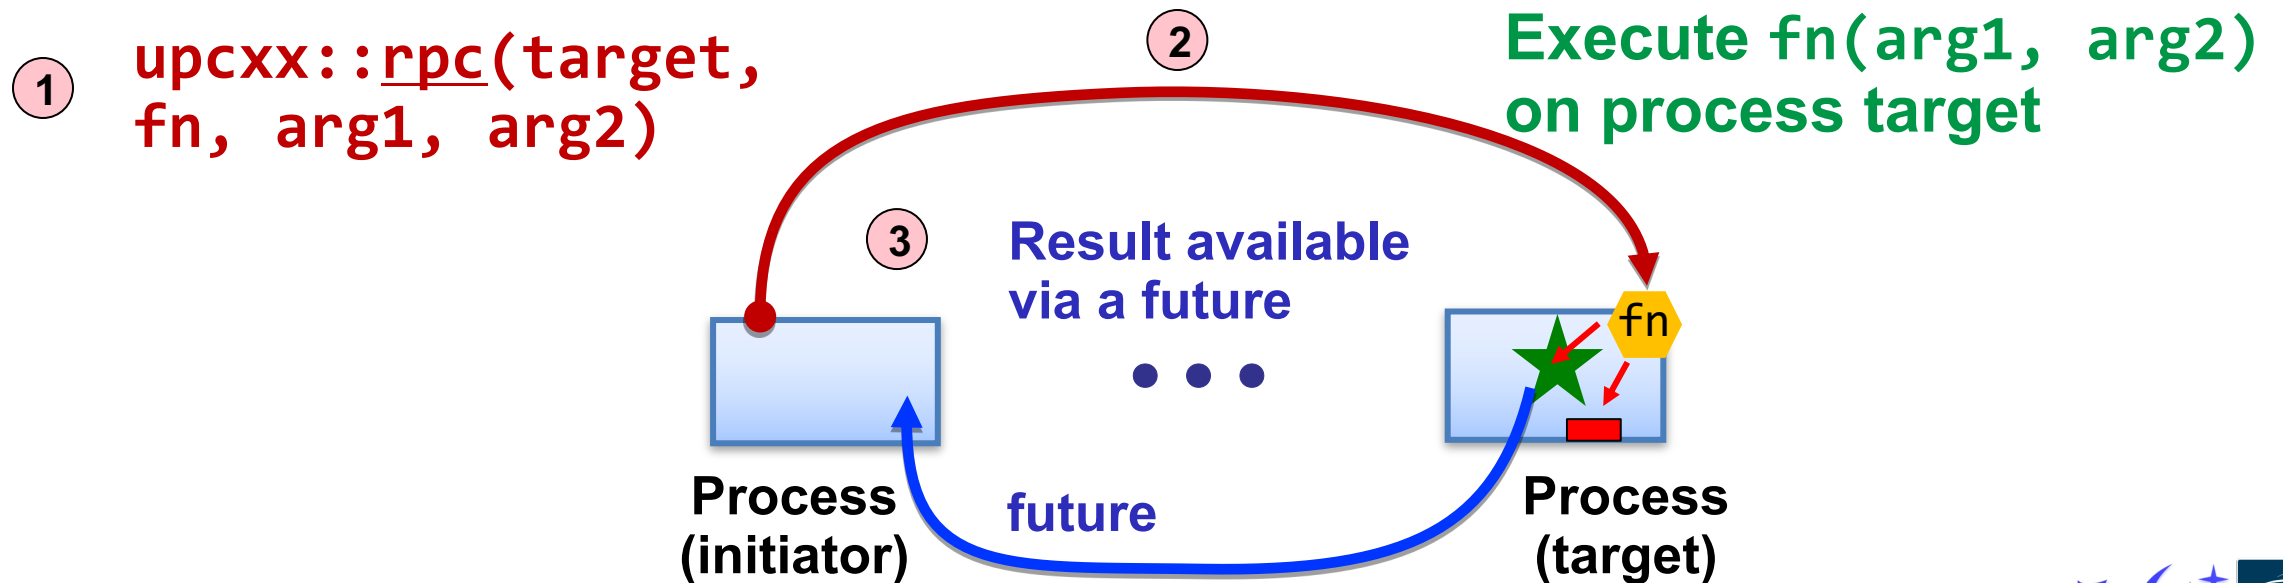 1
upcxx::rpc(target,
fn, arg1, arg2)
2
Execute fn(arg1, arg2)
on process target
3
Result available
via a future
fn
Process
(initiator)
future
Process
(target)